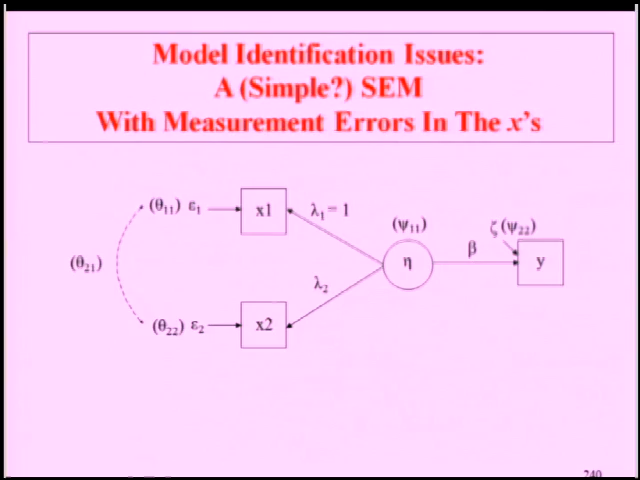 Model Identification Issues:
A (Simple?) SEM
With Measurement Errors In The x's
(θ₁₁) ε₁
x1
λ₁ = 1
(ψ₁₁)
ζ (ψ₂₂)
(θ₂₁)
η
β
y
λ₂
(θ₂₂) ε₂
x2
240